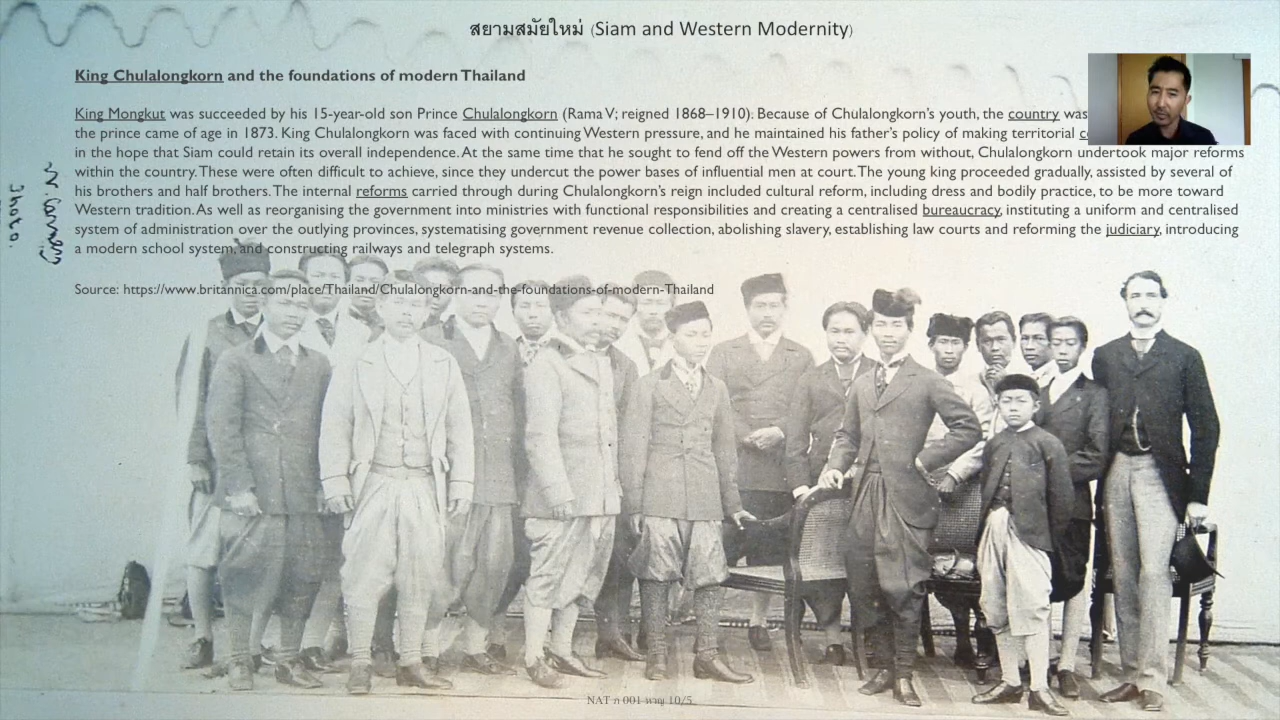 สยามสมัยใหม่ (Siam and Western Modernity)
King Chulalongkorn and the foundations of modern Thailand
King Mongkut was succeeded by his 15-year-old son Prince Chulalongkorn (Rama V; reigned 1868–1910): Because of Chulalongkorn's youth, the country was
the prince came of age in 1873. King Chulalongkorn was faced with continuing Western pressure, and he maintained his father's policy of making territorial
in the hope that Siam could retain its overall independence. At the same time that he sought to fend off the Western powers from without, Chulalongkorn undertook major reforms
within the country. These were often difficult to achieve, since they undercut the power bases of influential men at court. The young king proceeded gradually, assisted by several of
his brothers and half brothers. The internal reforms carried through during Chulalongkorn's reign included cultural reform, including dress and bodily practice, to be more toward
Western tradition. As well as reorganising the government into ministries with functional responsibilities and creating a centralised bureaucracy, instituting a uniform and centralised
system of administration over the outlying provinces, systematising government revenue collection, abolishing slavery, establishing law courts and reforming the judiciary, introducing
a modern school system, and constructing railways and telegraph systems.
Source: https://www.britannica.com/place/Thailand/Chulalongkorn-and-the-foundations-of-modern-Thailand
NAT ภ 001 หวญ 10/5